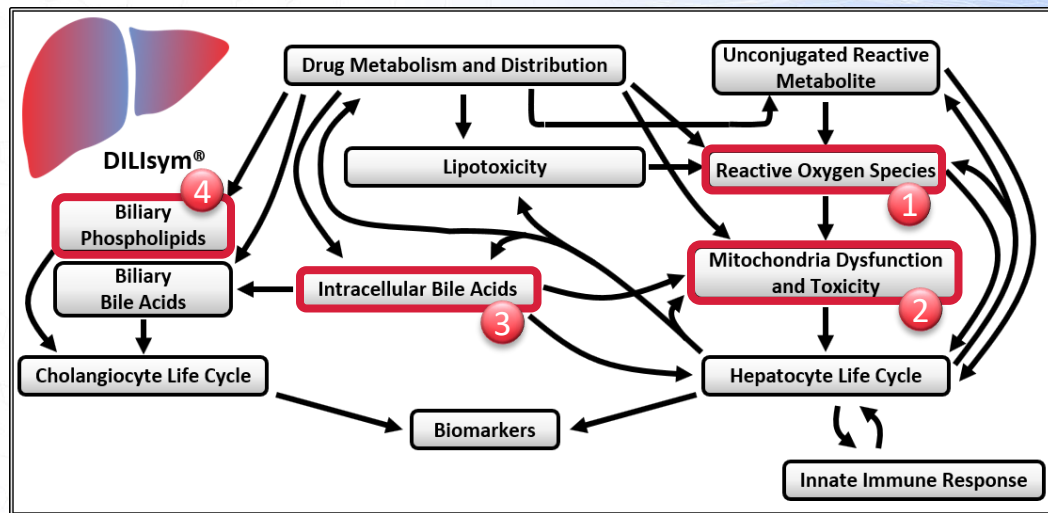 Drug Metabolism and Distribution
Unconjugated Reactive
Metabolite
DILIsym®
Lipotoxicity
Reactive Oxygen Species
1
4
Biliary
Phospholipids
Biliary
Bile Acids
Intracellular Bile Acids
3
Mitochondria Dysfunction
and Toxicity
2
Cholangiocyte Life Cycle
Hepatocyte Life Cycle
Biomarkers
Innate Immune Response